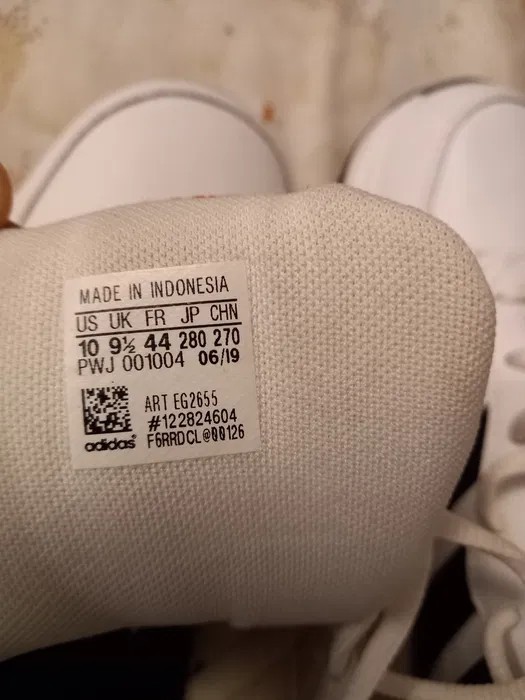 MADE IN INDONESIA
US UK FR JP CHN
10 9½ 44 280 270
PWJ 001004 06/19
ART EG2655
#122824604
adidas® F6RRDCL@00126